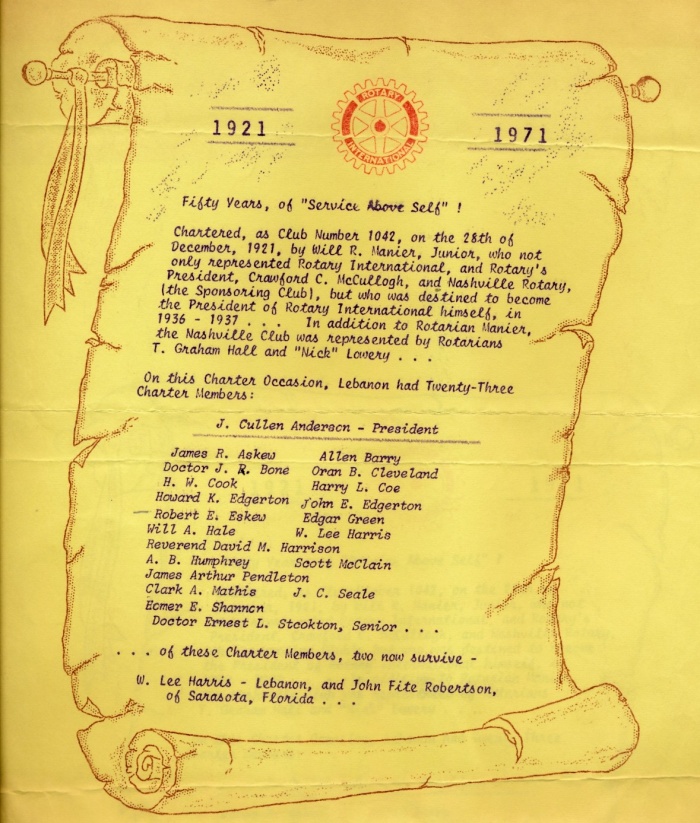 1921
ROTARY
INTERNATIONAL
1971
Fifty Years, of "Service Above Self" !
Chartered, as Club Number 1042, on the 28th of
December, 1921, by Will R. Manier, Junior, who not
only represented Rotary International, and Rotary's
President, Crawford C. McCullogh, and Nashville Rotary,
(the Sponsoring Club), but who was destined to become
the President of Rotary International himself, in
1936 - 1937 . . . In addition to Rotarian Manier,
the Nashville Club was represented by Rotarians
T. Graham Hall and "Nick" Lowery . . .
On this Charter Occasion, Lebanon had Twenty-Three
Charter Members:
J. Cullen Anderson - President
James R. Askew Allen Barry
Doctor J. R. Bone Oran B. Cleveland
H. W. Cook Harry L. Coe
Howard K. Edgerton John E. Edgerton
Robert E. Eskew Edgar Green
Will A. Hale W. Lee Harris
Reverend David M. Harrison
A. B. Humphrey Scott McClain
James Arthur Pendleton
Clark A. Mathis J. C. Seale
Homer E. Shannon
Doctor Ernest L. Stockton, Senior . . .
. . . of these Charter Members, two now survive -
W. Lee Harris - Lebanon, and John Fite Robertson,
of Sarasota, Florida . . .